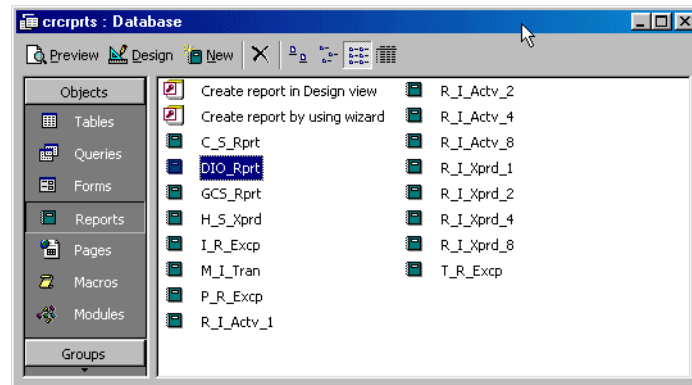 crcrprts : Database
Preview Design New
Objects
Tables
Queries
Forms
Reports
Pages
Macros
Modules
Groups
Create report in Design view
Create report by using wizard
C_S_Rprt
DIO_Rprt
GCS_Rprt
H_S_Xprd
I_R_Excp
M_I_Tran
P_R_Excp
R_I_Actv_1
R_I_Actv_2
R_I_Actv_4
R_I_Actv_8
R_I_Xprd_1
R_I_Xprd_2
R_I_Xprd_4
R_I_Xprd_8
T_R_Excp